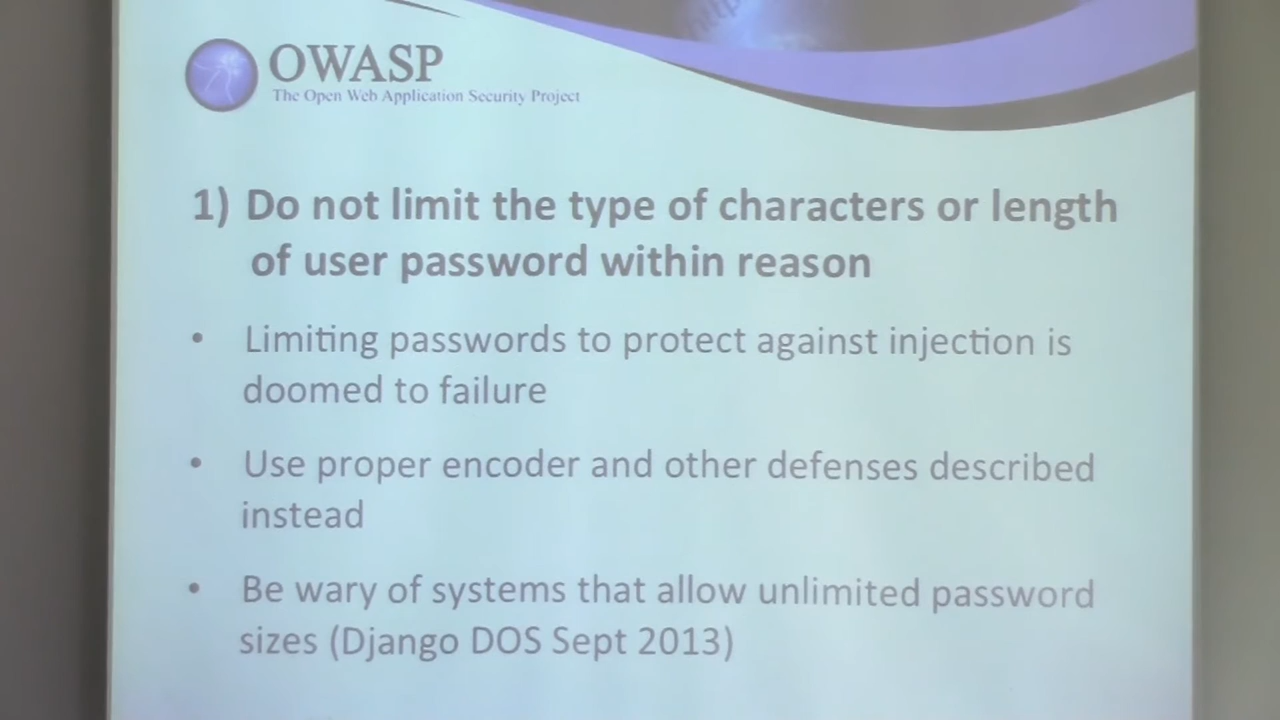 OWASP
The Open Web Application Security Project
1) Do not limit the type of characters or length
of user password within reason
• Limiting passwords to protect against injection is
doomed to failure
• Use proper encoder and other defenses described
instead
• Be wary of systems that allow unlimited password
sizes (Django DOS Sept 2013)